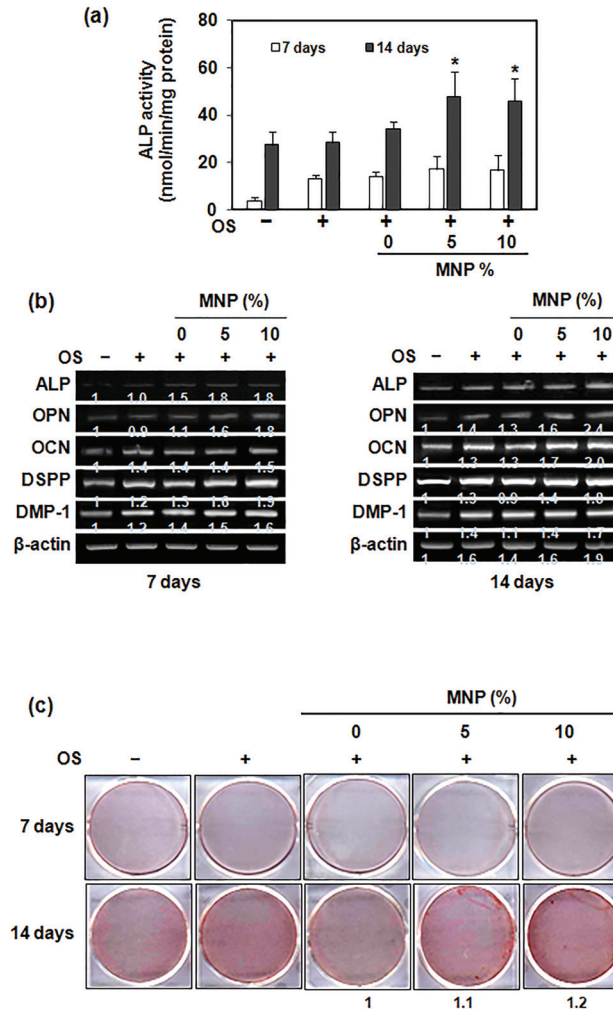 (a)
80
60
40
20
0
ALP activity
(nmol/min/mg protein)
7 days
14 days
*
*
OS
− + + + +
0 5 10
MNP %
(b)
MNP (%)
0 5 10
OS − + + + +
ALP
1 1.0 1.5 1.8 1.8
OPN
1 0.9 1.1 1.6 1.8
OCN
1 1.4 1.4 1.4 1.5
DSPP
1 1.2 1.3 1.6 1.9
DMP-1
1 1.2 1.4 1.5 1.6
β-actin
7 days
MNP (%)
0 5 10
OS − + + + +
ALP
OPN
1 1.4 1.3 1.6 2.4
OCN
1 1.3 1.3 1.7 2.0
DSPP
1 1.3 0.9 1.4 1.8
DMP-1
1 1.4 1.1 1.4 1.7
β-actin
1 1.6 1.4 1.6 1.9
14 days
(c)
MNP (%)
0 5 10
OS − + + + +
7 days
14 days
1 1.1 1.2